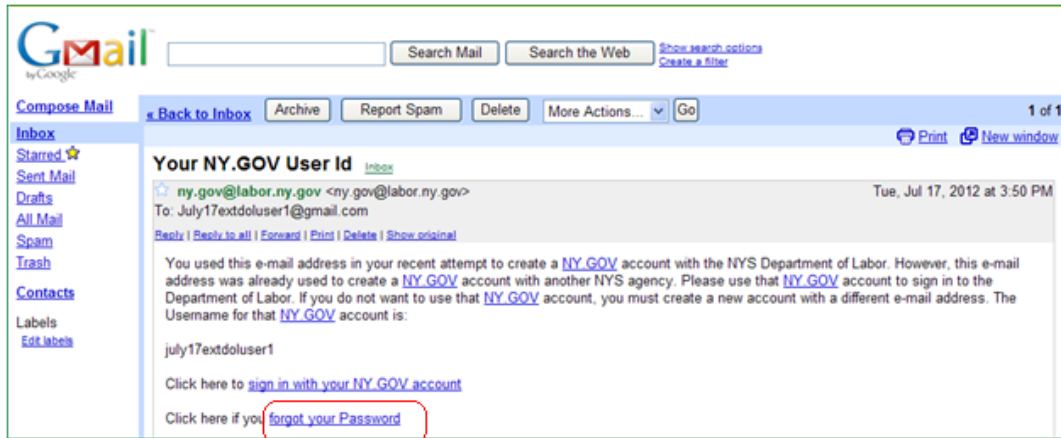 Gmail
by Google
Search Mail Search the Web Show search options
Create a filter
Compose Mail
Inbox
Starred
Sent Mail
Drafts
All Mail
Spam
Trash
Contacts
Labels
Edit labels
« Back to Inbox Archive Report Spam Delete More Actions... Go 1 of 1
Print New window
Your NY.GOV User Id Inbox
ny.gov@labor.ny.gov <ny.gov@labor.ny.gov> Tue, Jul 17, 2012 at 3:50 PM
To: July17extdoluser1@gmail.com
Reply | Reply to all | Forward | Print | Delete | Show original
You used this e-mail address in your recent attempt to create a NY.GOV account with the NYS Department of Labor. However, this e-mail
address was already used to create a NY.GOV account with another NYS agency. Please use that NY.GOV account to sign in to the
Department of Labor. If you do not want to use that NY.GOV account, you must create a new account with a different e-mail address. The
Username for that NY.GOV account is:
july17extdoluser1
Click here to sign in with your NY.GOV account
Click here if you forgot your Password